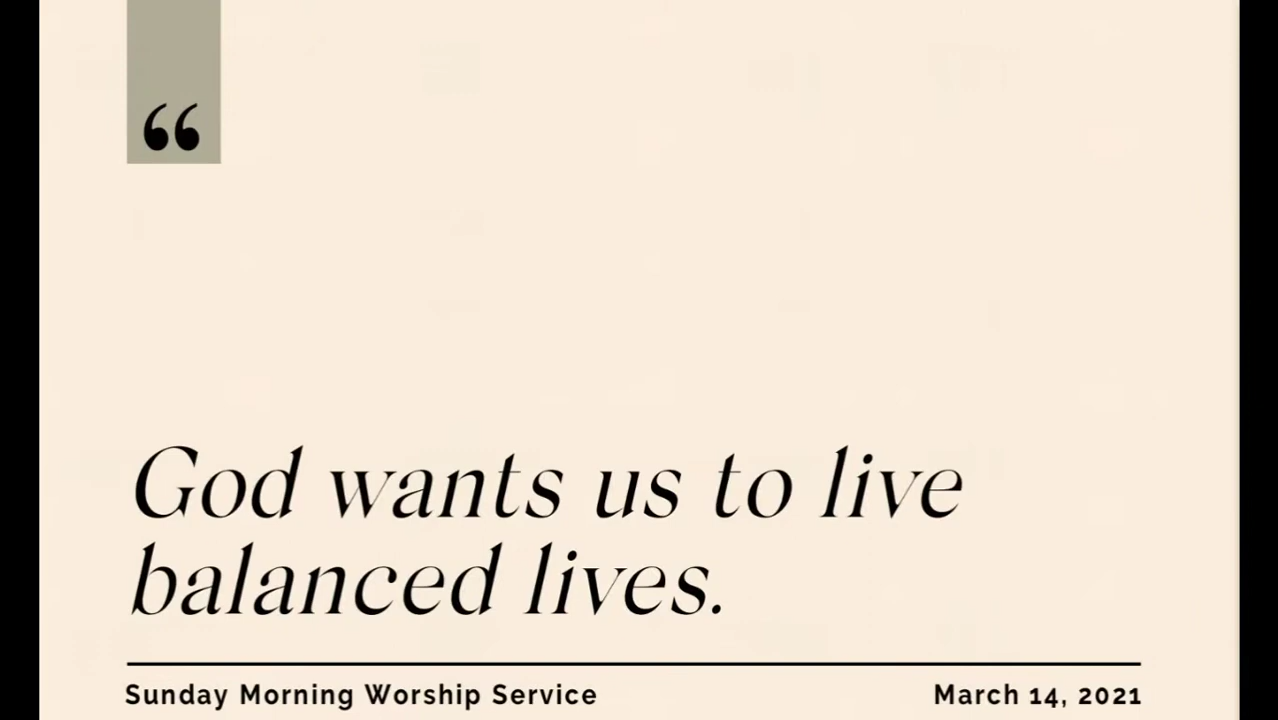 “
God wants us to live
balanced lives.
Sunday Morning Worship Service
March 14, 2021